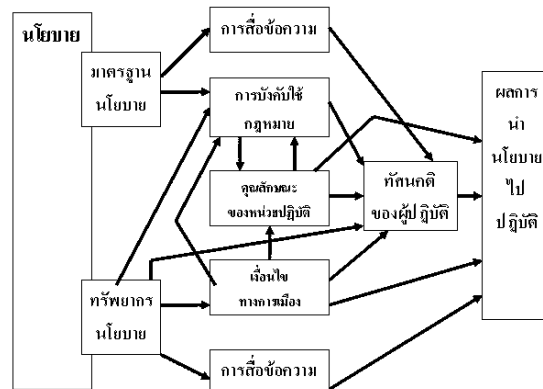 นโยบาย
มาตรฐาน
นโยบาย
ทรัพยากร
นโยบาย
การสื่อข้อความ
การบังคับใช้
กฎหมาย
คุณลักษณะ
ของหน่วยปฏิบัติ
เงื่อนไข
ทางการเมือง
การสื่อข้อความ
ทัศนคติ
ของผู้ปฏิบัติ
ผลการ
นำ
นโยบาย
ไป
ปฏิบัติ